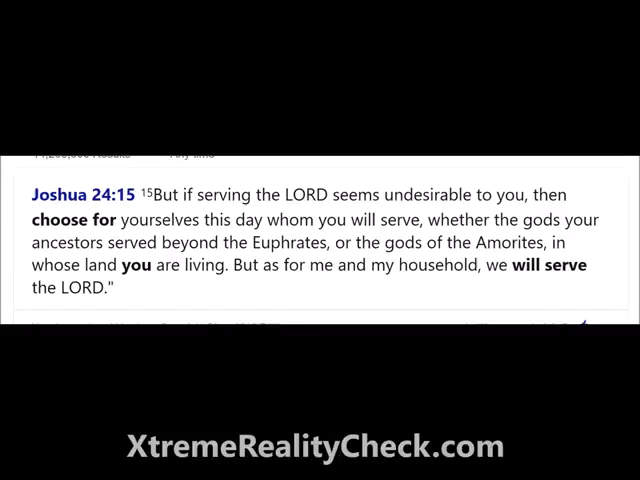 Joshua 24:15 15But if serving the LORD seems undesirable to you, then
choose for yourselves this day whom you will serve, whether the gods your
ancestors served beyond the Euphrates, or the gods of the Amorites, in
whose land you are living. But as for me and my household, we will serve
the LORD."
XtremeRealityCheck.com